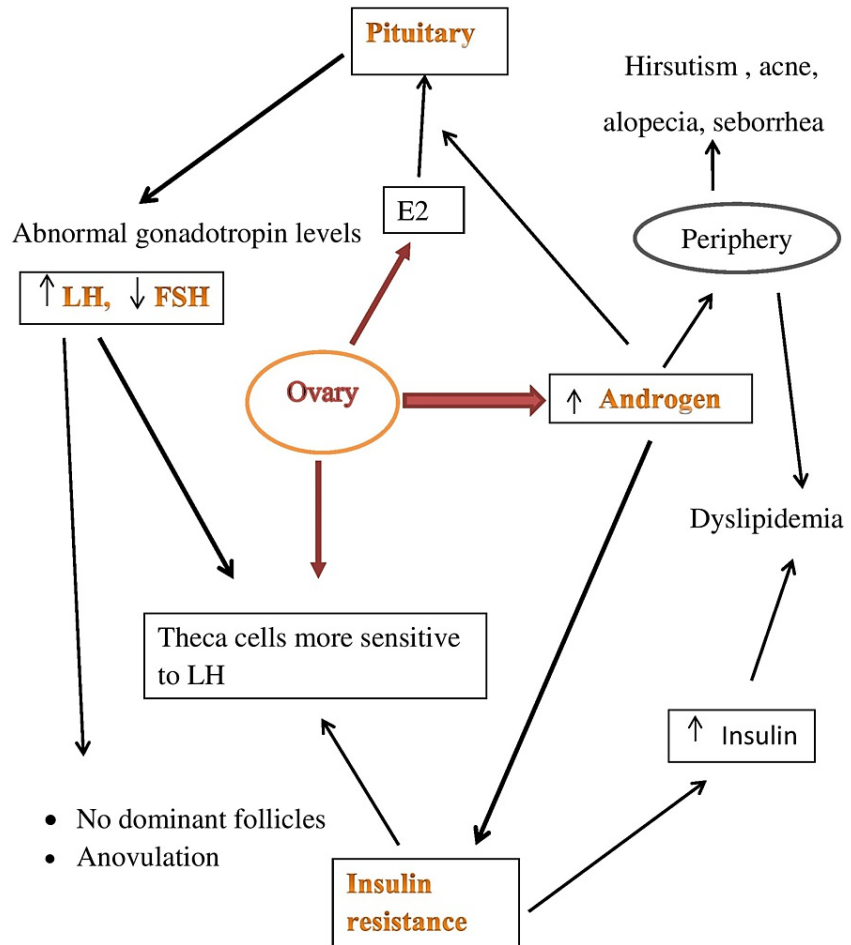 Pituitary
Hirsutism , acne,
alopecia, seborrhea
E2
Periphery
Abnormal gonadotropin levels
↑ LH, ↓ FSH
Ovary
↑ Androgen
Dyslipidemia
Theca cells more sensitive
to LH
↑ Insulin
• No dominant follicles
• Anovulation
Insulin
resistance